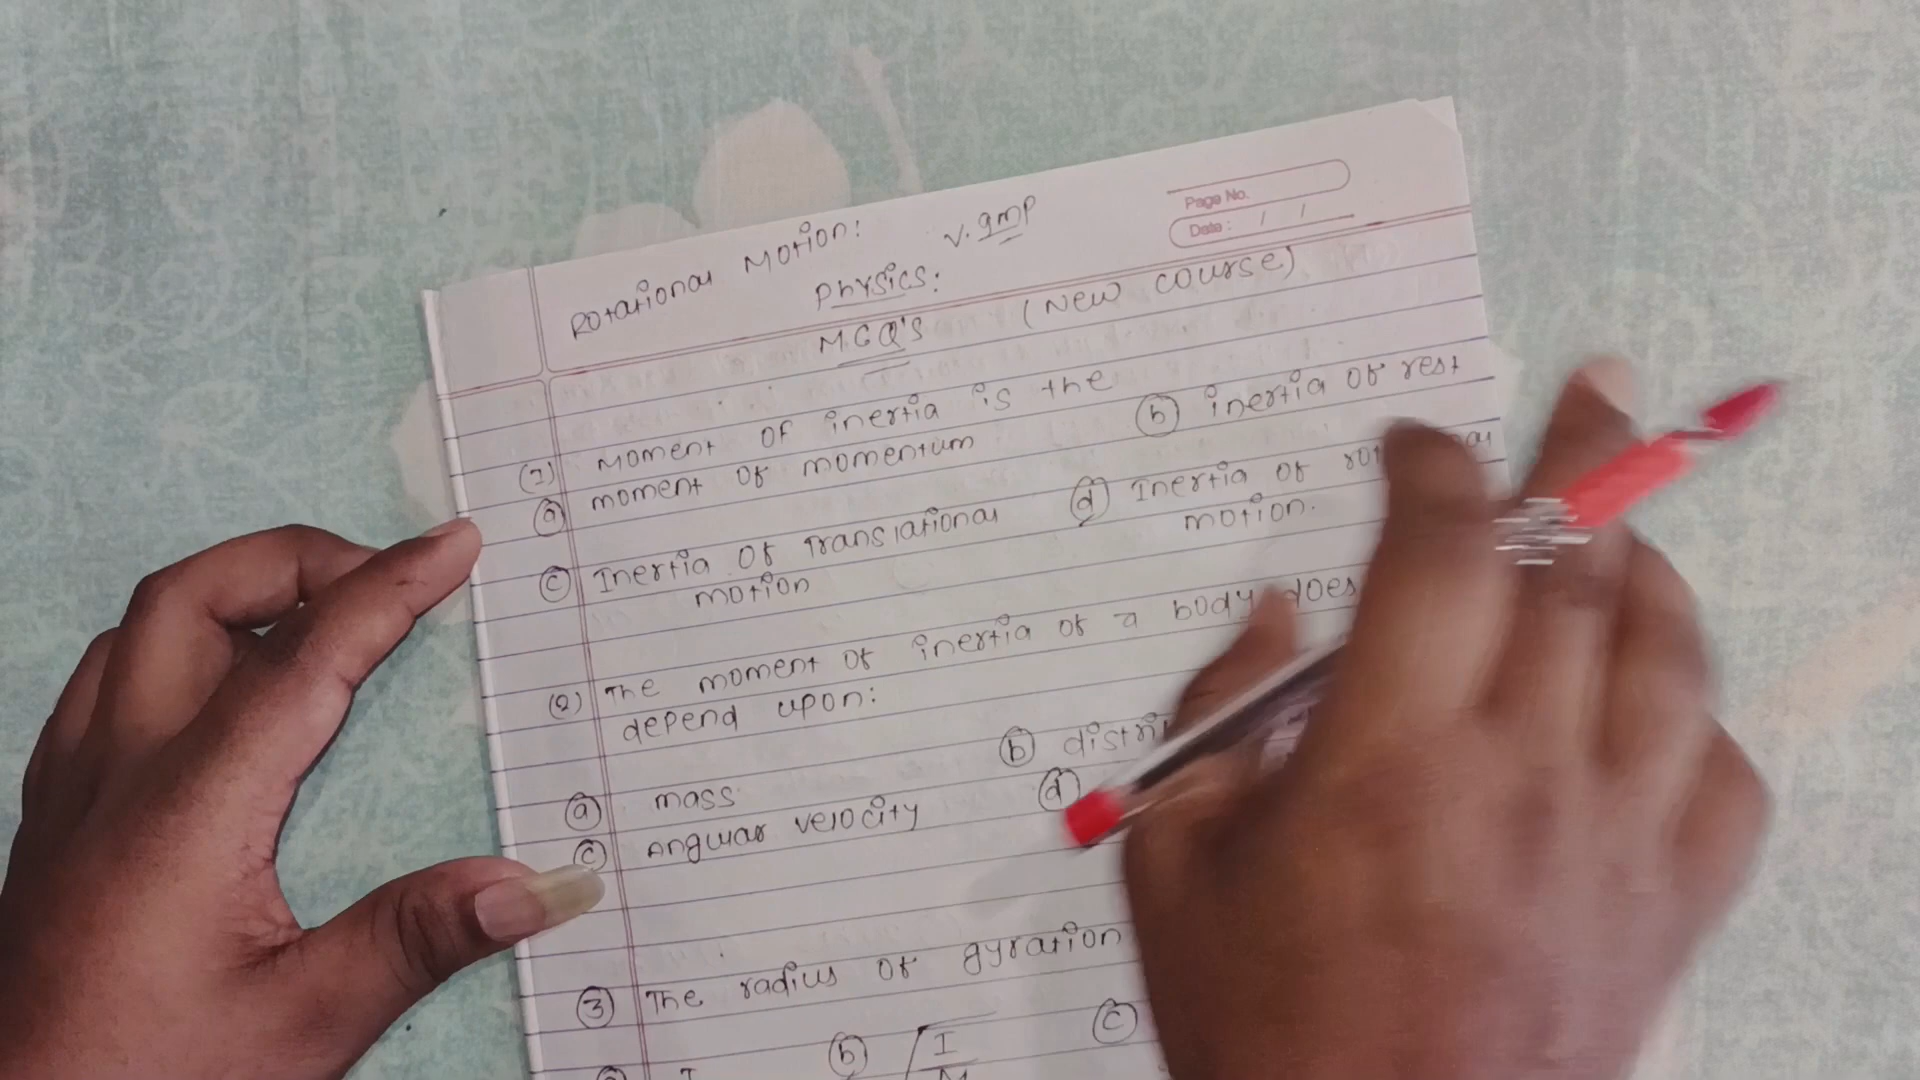 Page No.
Date: / /
Rotational Motion: V. gmp
Physics:
M.C Q's (New course)
(1) Moment of inertia is the
(a) moment of momentum (b) inertia of rest
(c) Inertia of Translational (d) Inertia of
motion motion.
(2) The moment of inertia of a body does
depend upon:
(a) mass (b)
(c) Angular velocity (d)
(3) The radius of gyration
(b) √I (c)